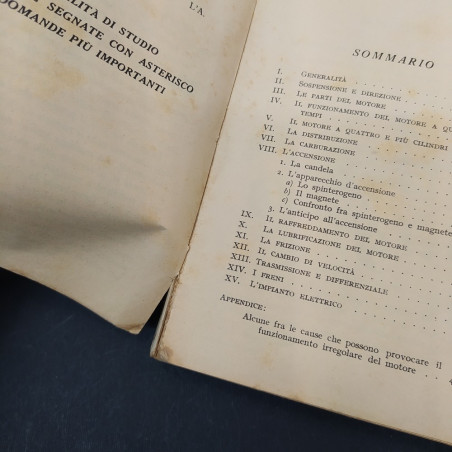 L'A.
ILITÀ DI STUDIO
SEGNATE CON ASTERISCO
DOMANDE PIÙ IMPORTANTI
SOMMARIO
I. GENERALITÀ
II. SOSPENSIONE E DIREZIONE
III. LE PARTI DEL MOTORE
IV. IL FUNZIONAMENTO DEL MOTORE A QU
TEMPI
V. IL MOTORE A QUATTRO E PIÙ CILINDRI
VI. LA DISTRIBUZIONE
VII. LA CARBURAZIONE
VIII. L'ACCENSIONE
1. La candela
2. L'apparecchio d'accensione
a) Lo spinterogeno
b) Il magnete
c) Confronto fra spinterogeno e magnete
3. L'anticipo all'accensione
IX. IL RAFFREDDAMENTO DEL MOTORE
X. LA LUBRIFICAZIONE DEL MOTORE
XI. LA FRIZIONE
XII. IL CAMBIO DI VELOCITÀ
XIII. TRASMISSIONE E DIFFERENZIALE
XIV. I FRENI
XV. L'IMPIANTO ELETTRICO
APPENDICE:
Alcune frà le cause che possono provocare il
funzionamento irregolare del motore . .